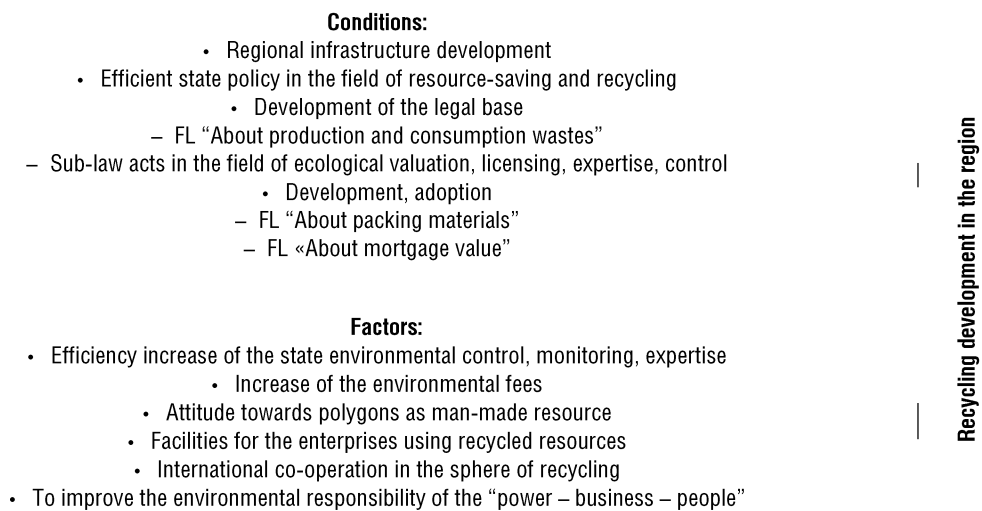 Conditions:
• Regional infrastructure development
• Efficient state policy in the field of resource-saving and recycling
• Development of the legal base
– FL “About production and consumption wastes”
– Sub-law acts in the field of ecological valuation, licensing, expertise, control
• Development, adoption
– FL “About packing materials”
– FL «About mortgage value”
Factors:
• Efficiency increase of the state environmental control, monitoring, expertise
• Increase of the environmental fees
• Attitude towards polygons as man-made resource
• Facilities for the enterprises using recycled resources
• International co-operation in the sphere of recycling
• To improve the environmental responsibility of the “power – business – people”
Recycling development in the region